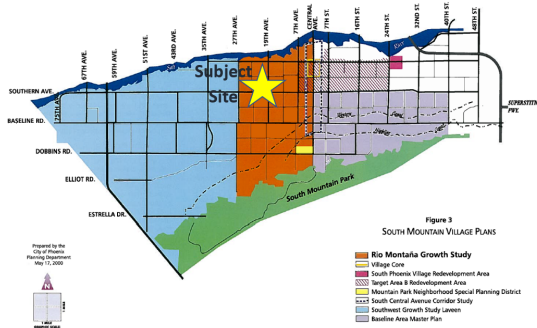 67TH AVE.
59TH AVE.
51ST AVE.
43RD AVE.
35TH AVE.
27TH AVE.
19TH AVE.
7TH AVE.
CENTRAL AVE.
7TH ST.
16TH ST.
24TH ST.
32ND ST.
40TH ST.
48TH ST.
River
Subject
Site
SOUTHERN AVE.
75TH AVE.
BASELINE RD.
SUPERSTITION
FWY.
Western Canal
Highline Canal
DOBBINS RD.
ELLIOT RD.
South Mountain Park
ESTRELLA DR.
Figure 3
SOUTH MOUNTAIN VILLAGE PLANS
Prepared by the
City of Phoenix
Planning Department
May 17, 2000
Rio Montaña Growth Study
Village Core
South Phoenix Village Redevelopment Area
Target Area B Redevelopment Area
Mountain Park Neighborhood Special Planning District
South Central Avenue Corridor Study
Southwest Growth Study Laveen
Baseline Area Master Plan